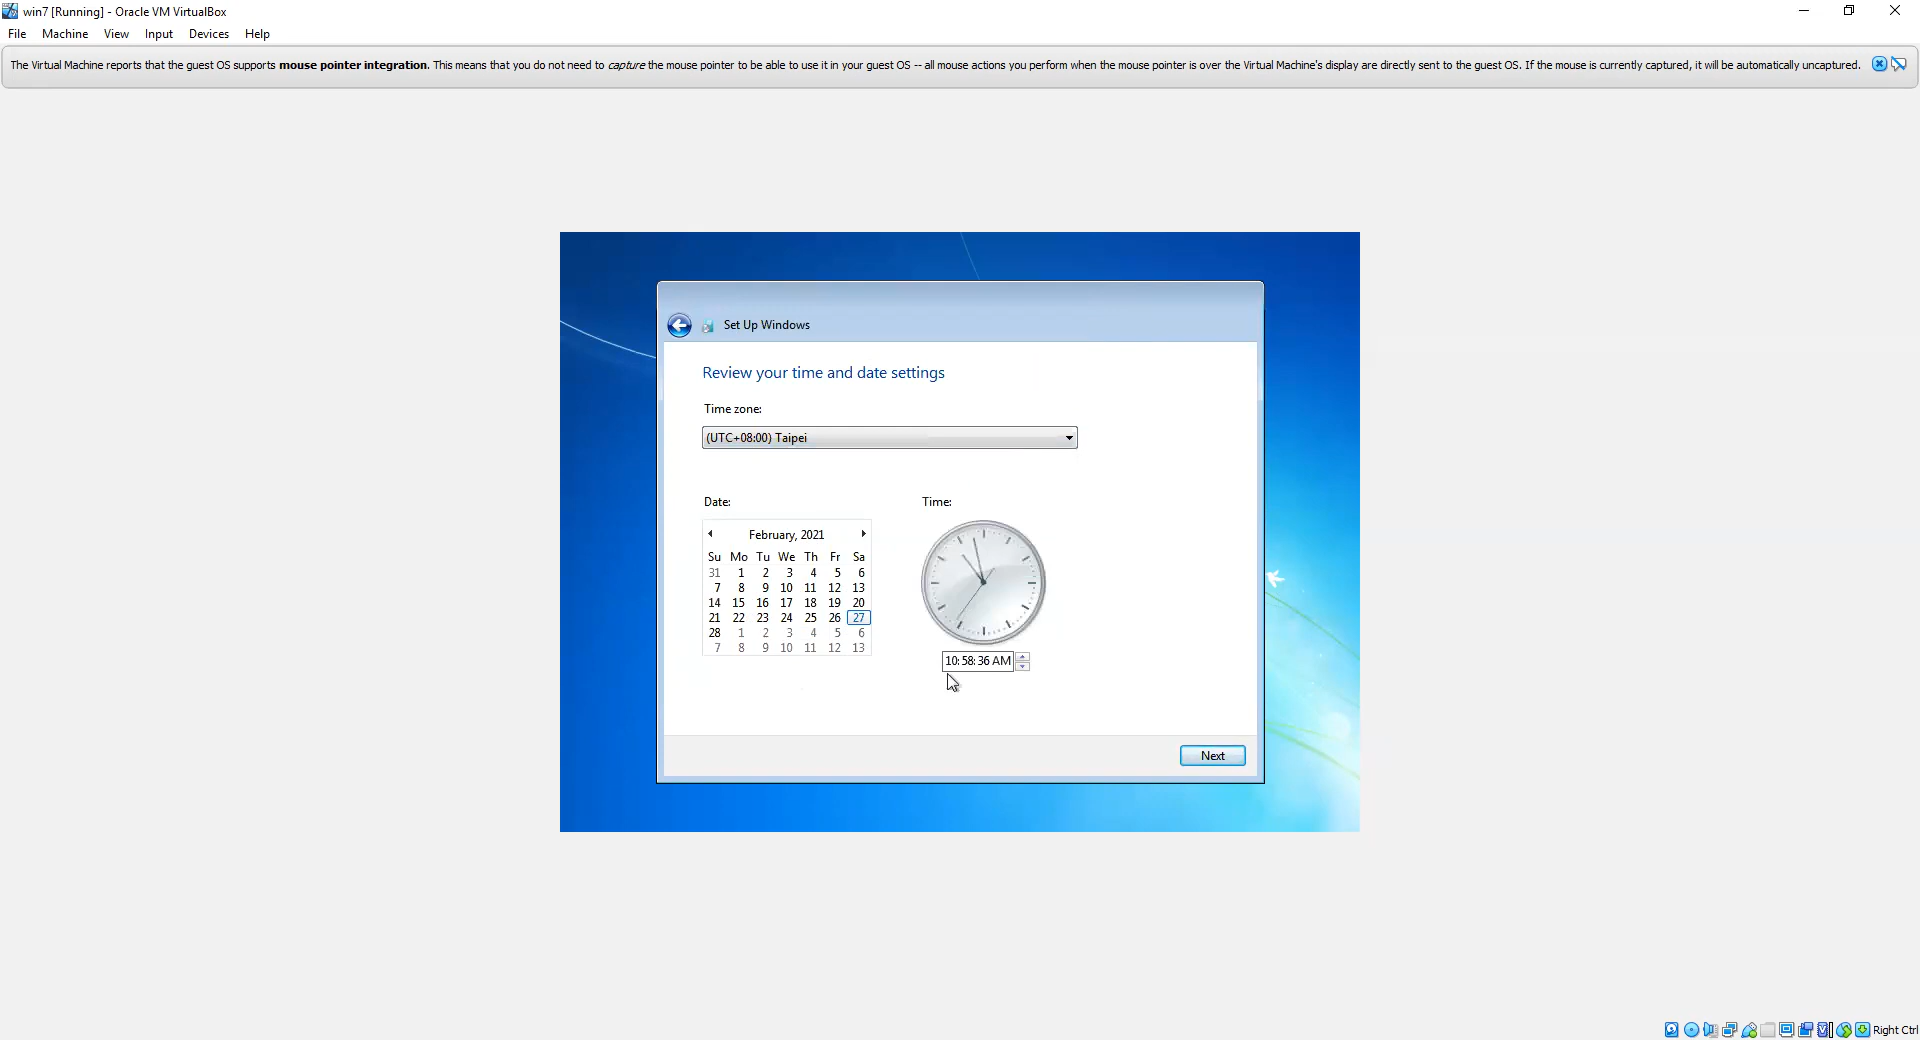 win7 [Running] - Oracle VM VirtualBox
File Machine View Input Devices Help
The Virtual Machine reports that the guest OS supports mouse pointer integration. This means that you do not need to capture the mouse pointer to be able to use it in your guest OS -- all mouse actions you perform when the mouse pointer is over the Virtual Machine's display are directly sent to the guest OS. If the mouse is currently captured, it will be automatically uncaptured.
Set Up Windows
Review your time and date settings
Time zone:
(UTC+08:00) Taipei
Date:
February, 2021
Su Mo Tu We Th Fr Sa
31 1 2 3 4 5 6
7 8 9 10 11 12 13
14 15 16 17 18 19 20
21 22 23 24 25 26 27
28 1 2 3 4 5 6
7 8 9 10 11 12 13
Time:
10:58:36 AM
Next
Right Ctrl